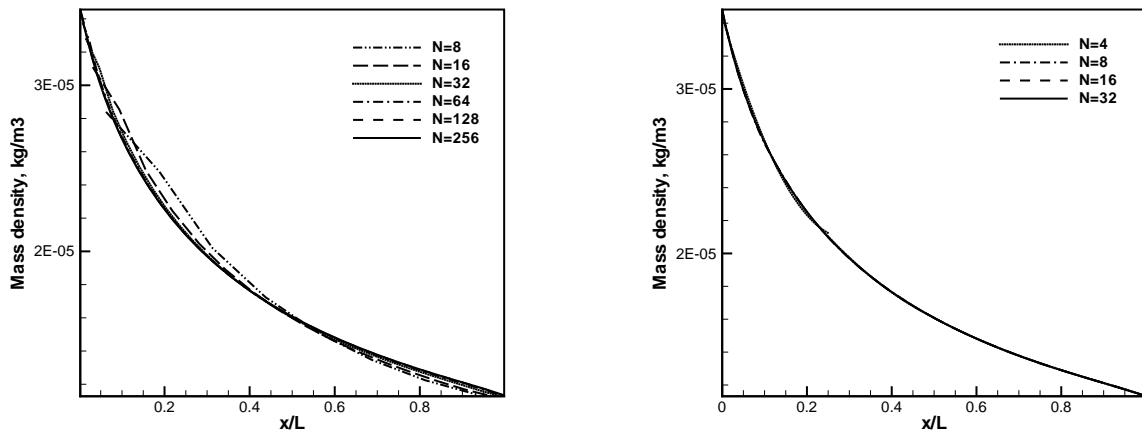 Mass density, kg/m3
3E-05
2E-05
N=8
N=16
N=32
N=64
N=128
N=256
0.2 0.4 0.6 0.8
x/L
Mass density, kg/m3
3E-05
2E-05
N=4
N=8
N=16
N=32
0 0.2 0.4 0.6 0.8
x/L